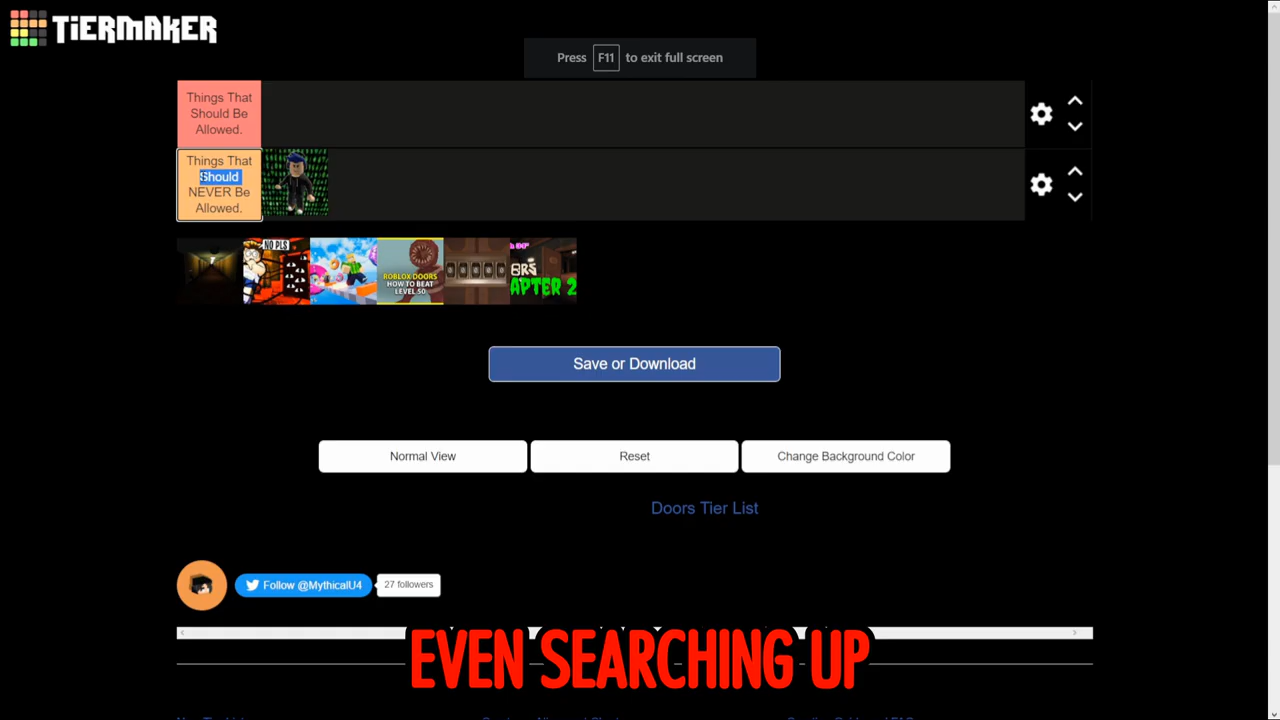 TiERMAKER
Press F11 to exit full screen
Things That
Should Be
Allowed.
Things That
Should
NEVER Be
Allowed.
NO PLS
ROBLOX DOORS
HOW TO BEAT
LEVEL 50
Save or Download
Normal View
Reset
Change Background Color
Doors Tier List
Follow @MythicalU4
27 followers
EVEN SEARCHING UP